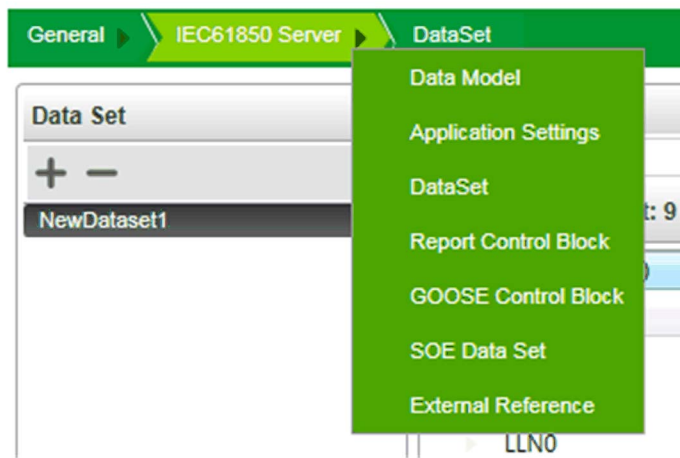 General IEC61850 Server DataSet
Data Set
NewDataset1
Data Model
Application Settings
DataSet
Report Control Block
GOOSE Control Block
SOE Data Set
External Reference
: 9
LLN0